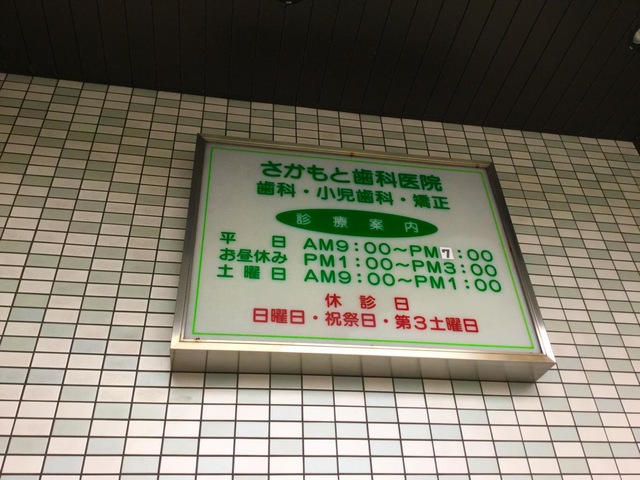 さかもと歯科医院
歯科・小児歯科・矯正
診療案内
平日 AM9:00〜PM7:00
お昼休み PM1:00〜PM3:00
土曜日 AM9:00〜PM1:00
休診日
日曜日・祝祭日・第3土曜日